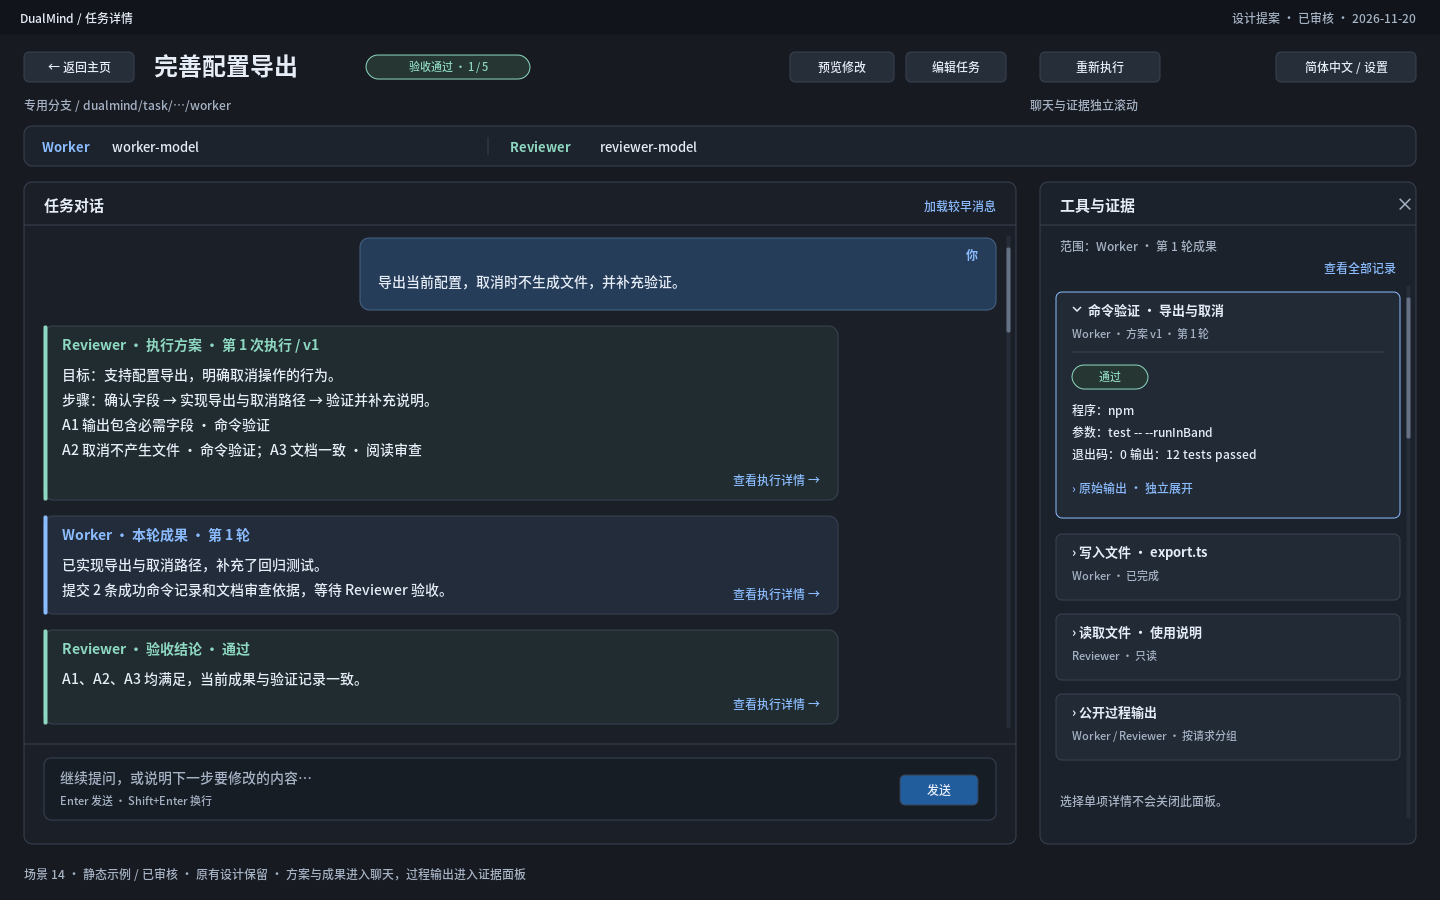 DualMind / 任务详情
设计提案 · 已审核 · 2026-11-20
← 返回主页
完善配置导出
验收通过 · 1 / 5
预览修改
编辑任务
重新执行
简体中文 / 设置
专用分支 / dualmind/task/…/worker
聊天与证据独立滚动
Worker worker-model
Reviewer reviewer-model
任务对话
加载较早消息
你
导出当前配置，取消时不生成文件，并补充验证。
Reviewer · 执行方案 · 第 1 次执行 / v1
目标：支持配置导出，明确取消操作的行为。
步骤：确认字段 → 实现导出与取消路径 → 验证并补充说明。
A1 输出包含必需字段 · 命令验证
A2 取消不产生文件 · 命令验证；A3 文档一致 · 阅读审查
查看执行详情 →
Worker · 本轮成果 · 第 1 轮
已实现导出与取消路径，补充了回归测试。
提交 2 条成功命令记录和文档审查依据，等待 Reviewer 验收。
查看执行详情 →
Reviewer · 验收结论 · 通过
A1、A2、A3 均满足，当前成果与验证记录一致。
查看执行详情 →
继续提问，或说明下一步要修改的内容…
Enter 发送 · Shift+Enter 换行
发送
工具与证据
范围：Worker · 第 1 轮成果
查看全部记录
命令验证 · 导出与取消
Worker · 方案 v1 · 第 1 轮
通过
程序：npm
参数：test -- --runInBand
退出码：0 输出：12 tests passed
› 原始输出 · 独立展开
› 写入文件 · export.ts
Worker · 已完成
› 读取文件 · 使用说明
Reviewer · 只读
› 公开过程输出
Worker / Reviewer · 按请求分组
选择单项详情不会关闭此面板。
场景 14 · 静态示例 / 已审核 · 原有设计保留 · 方案与成果进入聊天，过程输出进入证据面板